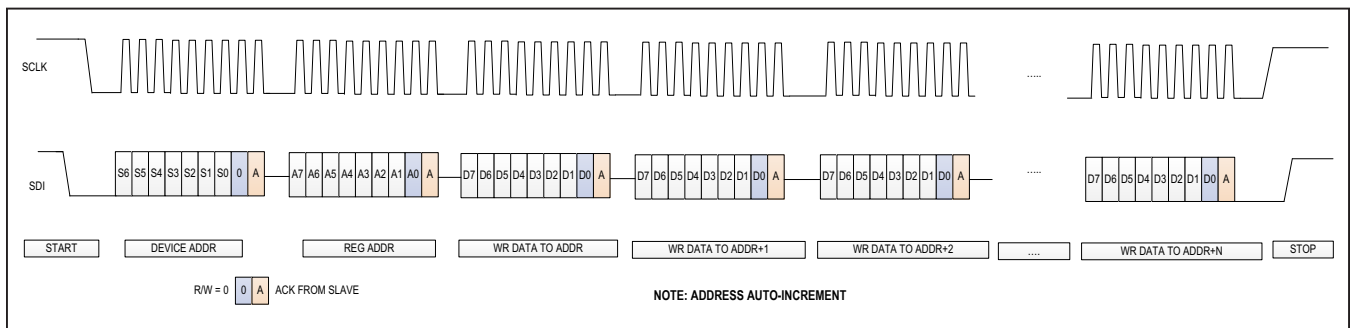 SCLK
.....
SDI
S6 S5 S4 S3 S2 S1 S0 0 A
A7 A6 A5 A4 A3 A2 A1 A0 A
D7 D6 D5 D4 D3 D2 D1 D0 A
D7 D6 D5 D4 D3 D2 D1 D0 A
D7 D6 D5 D4 D3 D2 D1 D0 A
.....
D7 D6 D5 D4 D3 D2 D1 D0 A
START
DEVICE ADDR
REG ADDR
WR DATA TO ADDR
WR DATA TO ADDR+1
WR DATA TO ADDR+2
....
WR DATA TO ADDR+N
STOP
R/W = 0 0 A ACK FROM SLAVE
NOTE: ADDRESS AUTO-INCREMENT